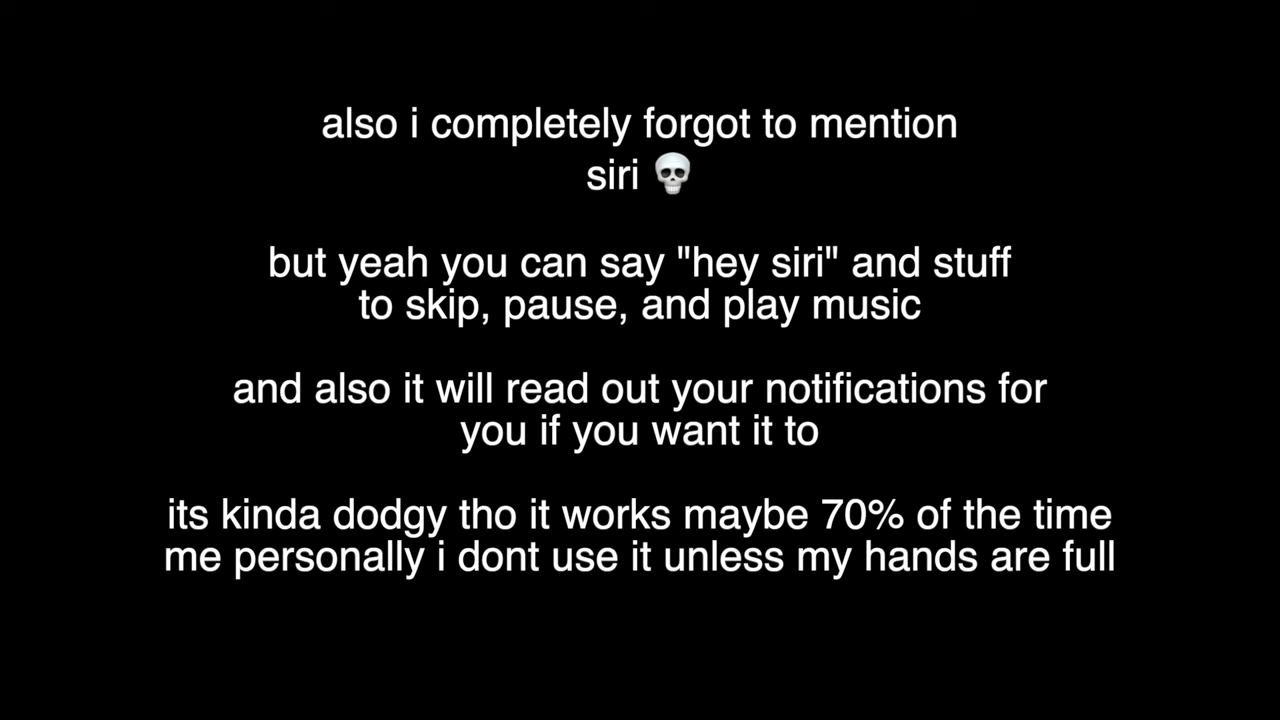 also i completely forgot to mention
siri 💀
but yeah you can say "hey siri" and stuff
to skip, pause, and play music
and also it will read out your notifications for
you if you want it to
its kinda dodgy tho it works maybe 70% of the time
me personally i dont use it unless my hands are full